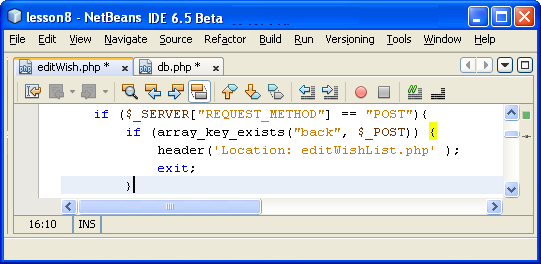 lesson8 - NetBeans IDE 6.5 Beta
File Edit View Navigate Source Refactor Build Run Versioning Tools Window Help
editWish.php * x db.php * x
if ($_SERVER["REQUEST_METHOD"] == "POST"){
if (array_key_exists("back", $_POST)) {
header('Location: editWishList.php' );
exit;
}
16:10 INS